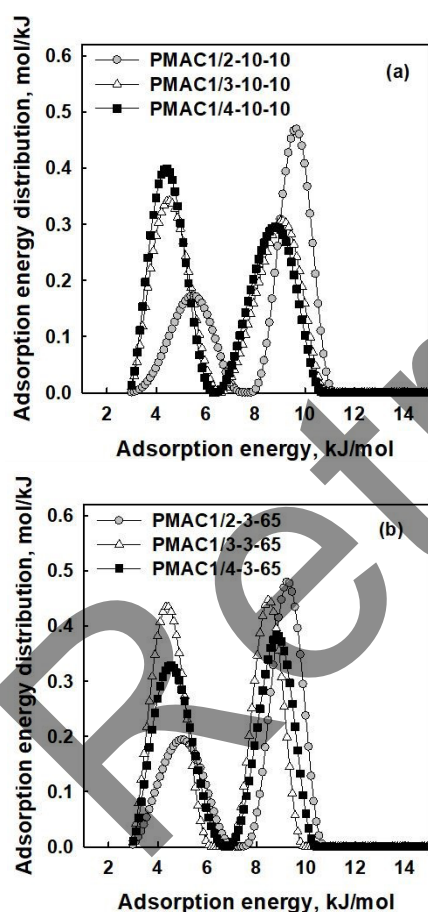 0.6
0.5
0.4
0.3
0.2
0.1
0.0
PMAC1/2-10-10
PMAC1/3-10-10
PMAC1/4-10-10
(a)
Adsorption energy distribution, mol/kJ
2 4 6 8 10 12 14
Adsorption energy, kJ/mol
0.6
0.5
0.4
0.3
0.2
0.1
0.0
PMAC1/2-3-65
PMAC1/3-3-65
PMAC1/4-3-65
(b)
Adsorption energy distribution, mol/kJ
2 4 6 8 10 12 14
Adsorption energy, kJ/mol